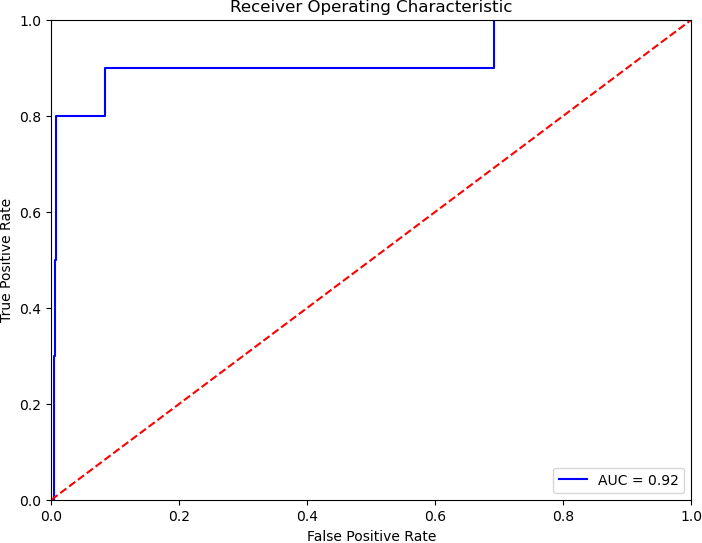 Receiver Operating Characteristic
True Positive Rate
1.0
0.8
0.6
0.4
0.2
0.0
AUC = 0.92
0.0 0.2 0.4 0.6 0.8 1.0
False Positive Rate